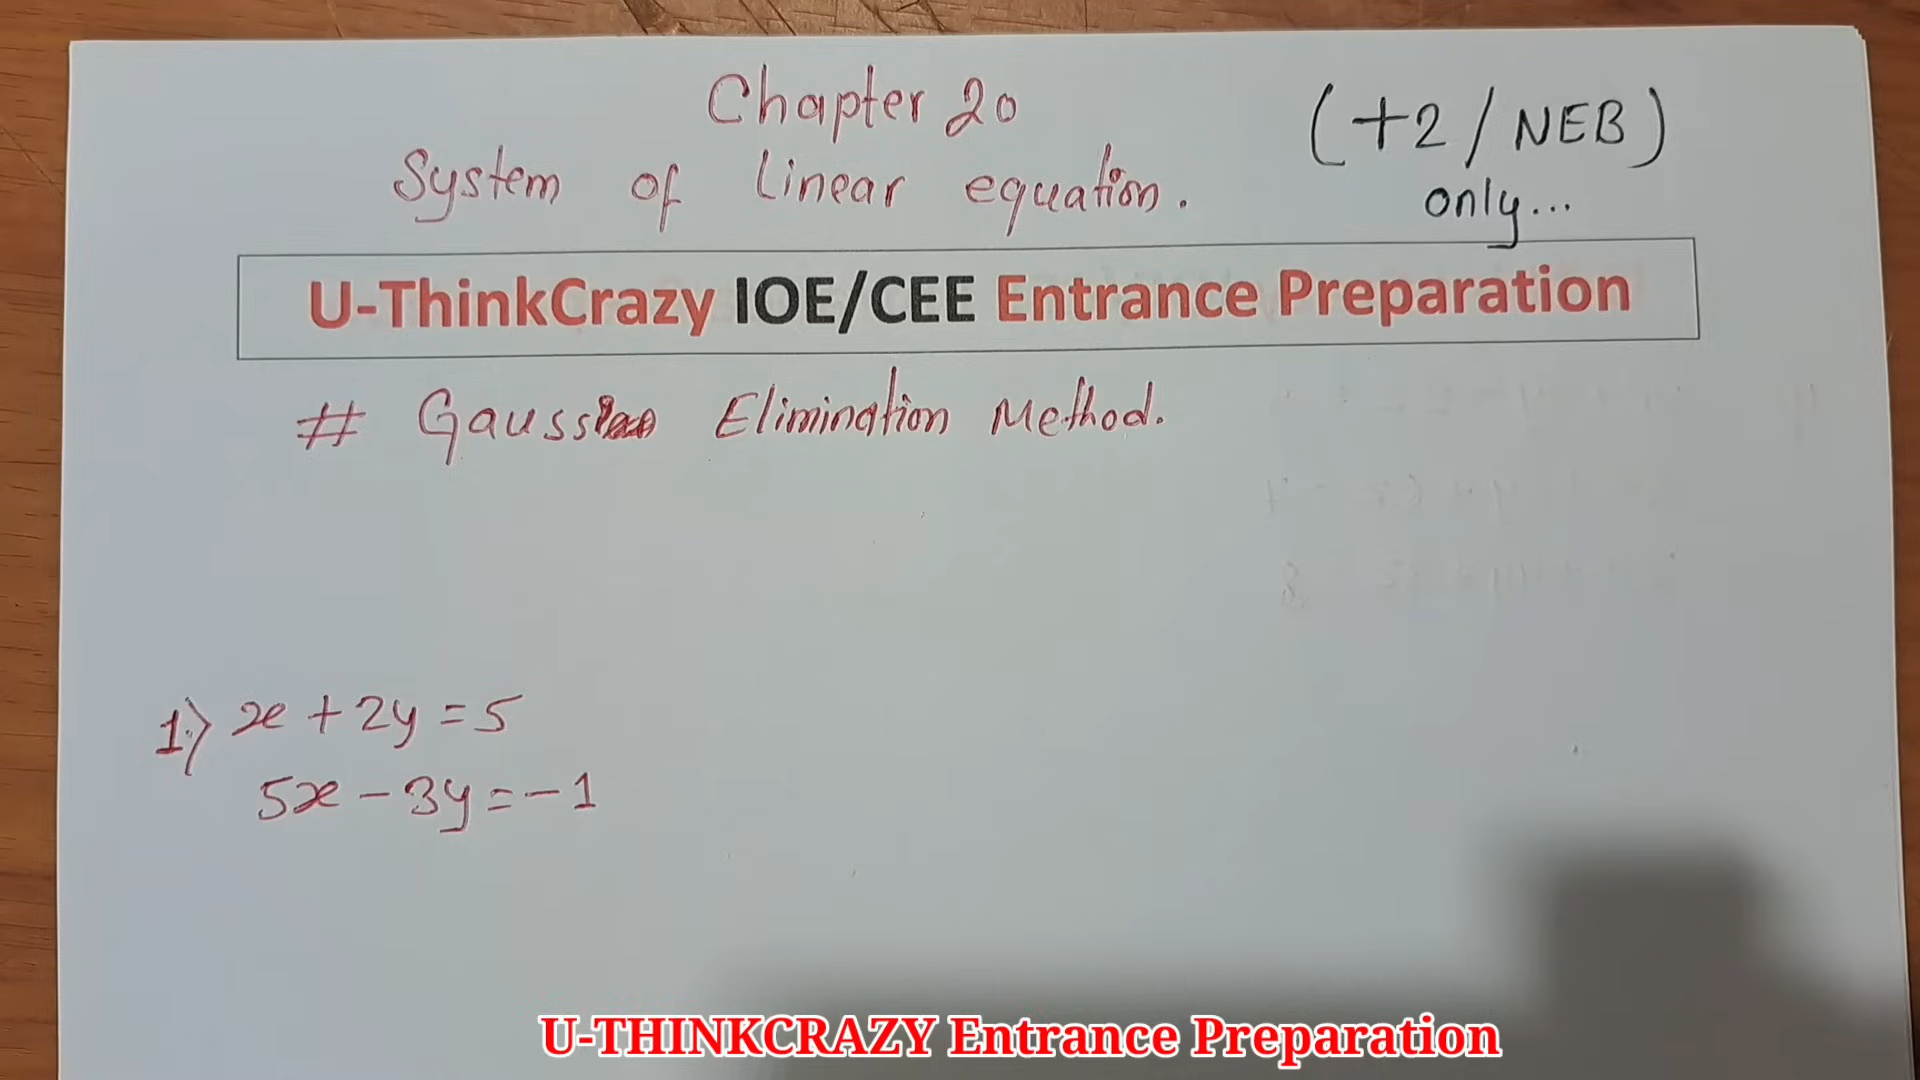 Chapter 20
(+2/NEB)
System of Linear equation.
only...
U-ThinkCrazy IOE/CEE Entrance Preparation
# Gauss Elimination Method.
1) x + 2y = 5
5x - 3y = -1
U-THINKCRAZY Entrance Preparation